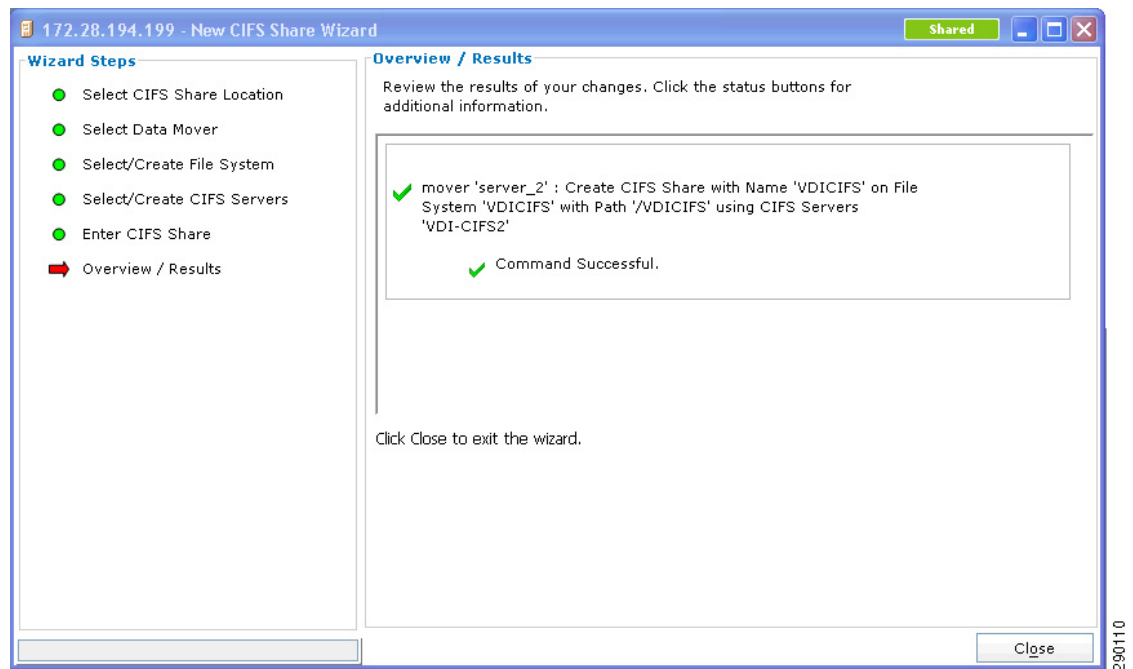 172.28.194.199 - New CIFS Share Wizard
Shared
Wizard Steps
Select CIFS Share Location
Select Data Mover
Select/Create File System
Select/Create CIFS Servers
Enter CIFS Share
Overview / Results
Overview / Results
Review the results of your changes. Click the status buttons for
additional information.
mover 'server_2' : Create CIFS Share with Name 'VDICIFS' on File
System 'VDICIFS' with Path '/VDICIFS' using CIFS Servers
'VDI-CIFS2'
Command Successful.
Click Close to exit the wizard.
Close
290110